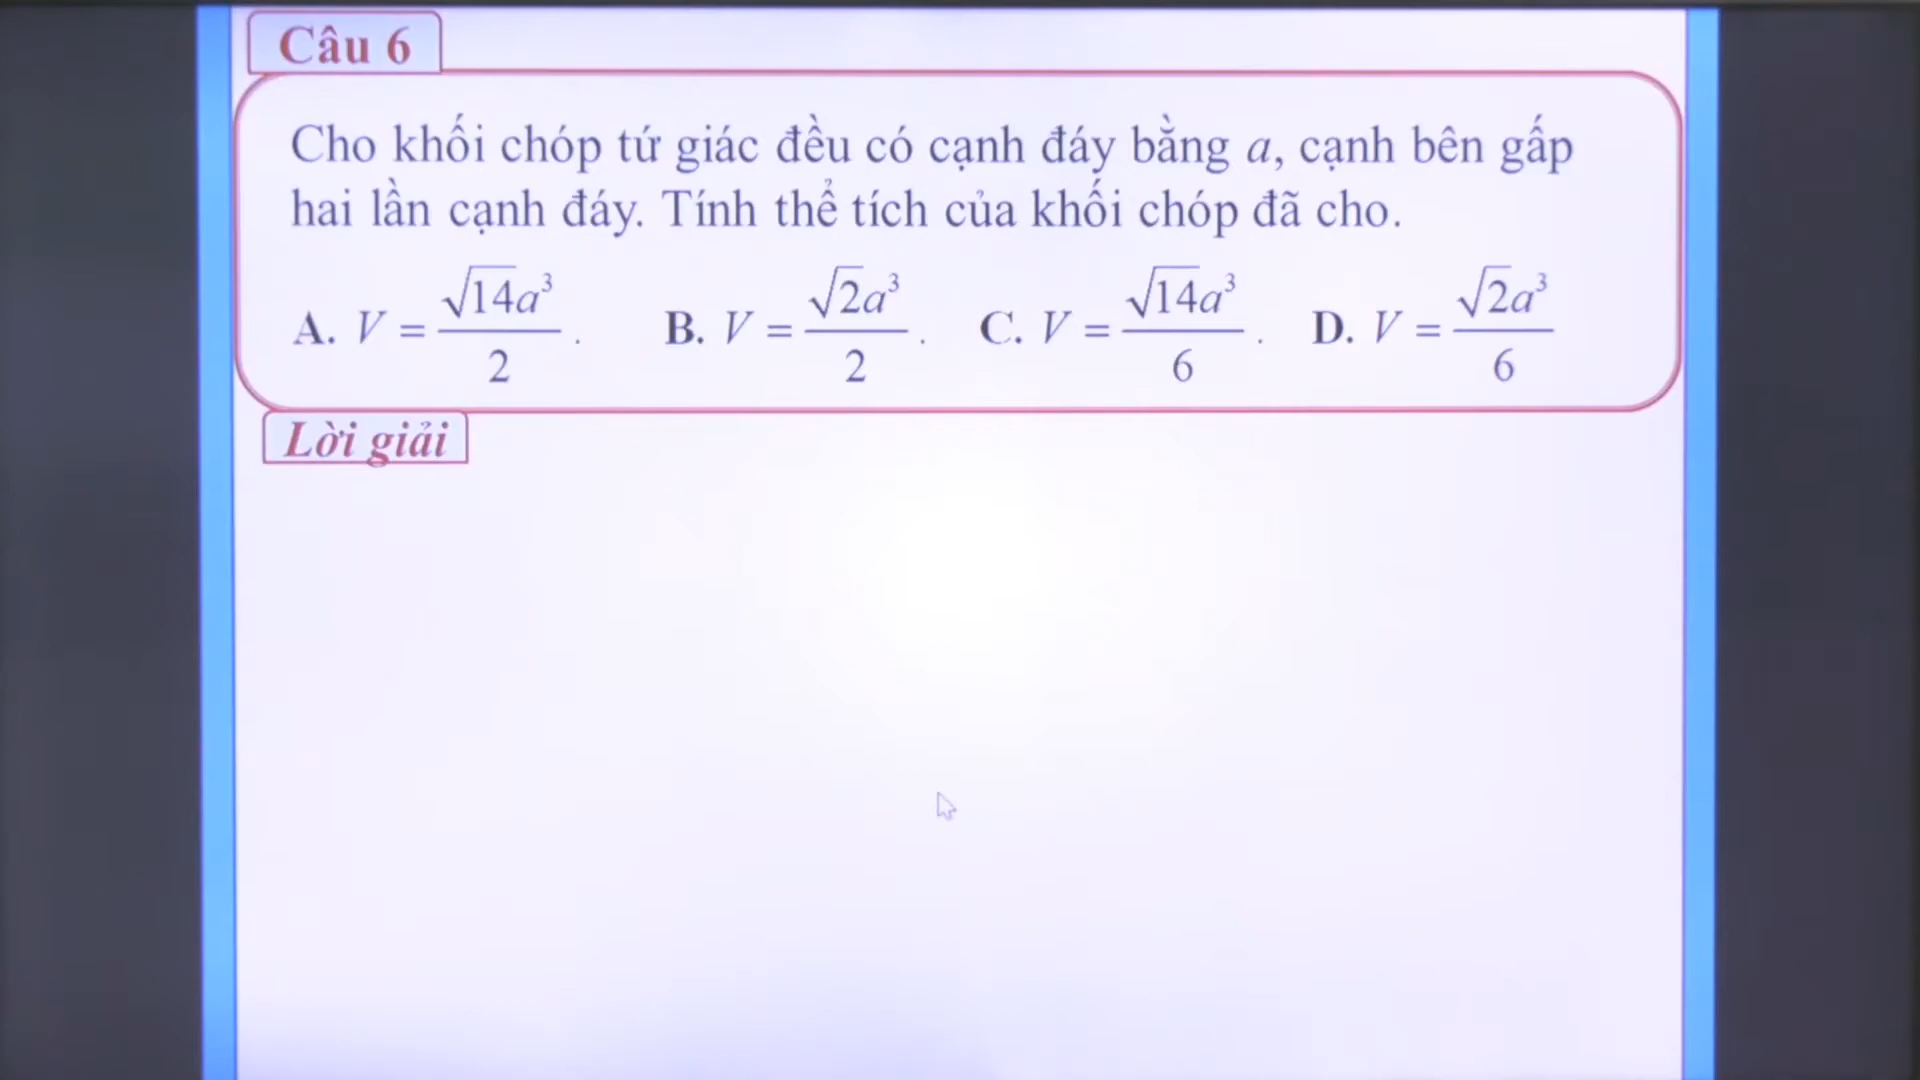 Câu 6
Cho khối chóp tứ giác đều có cạnh đáy bằng a, cạnh bên gấp
hai lần cạnh đáy. Tính thể tích của khối chóp đã cho.
A. V = √14a³/2 . B. V = √2a³/2 . C. V = √14a³/6 . D. V = √2a³/6
Lời giải